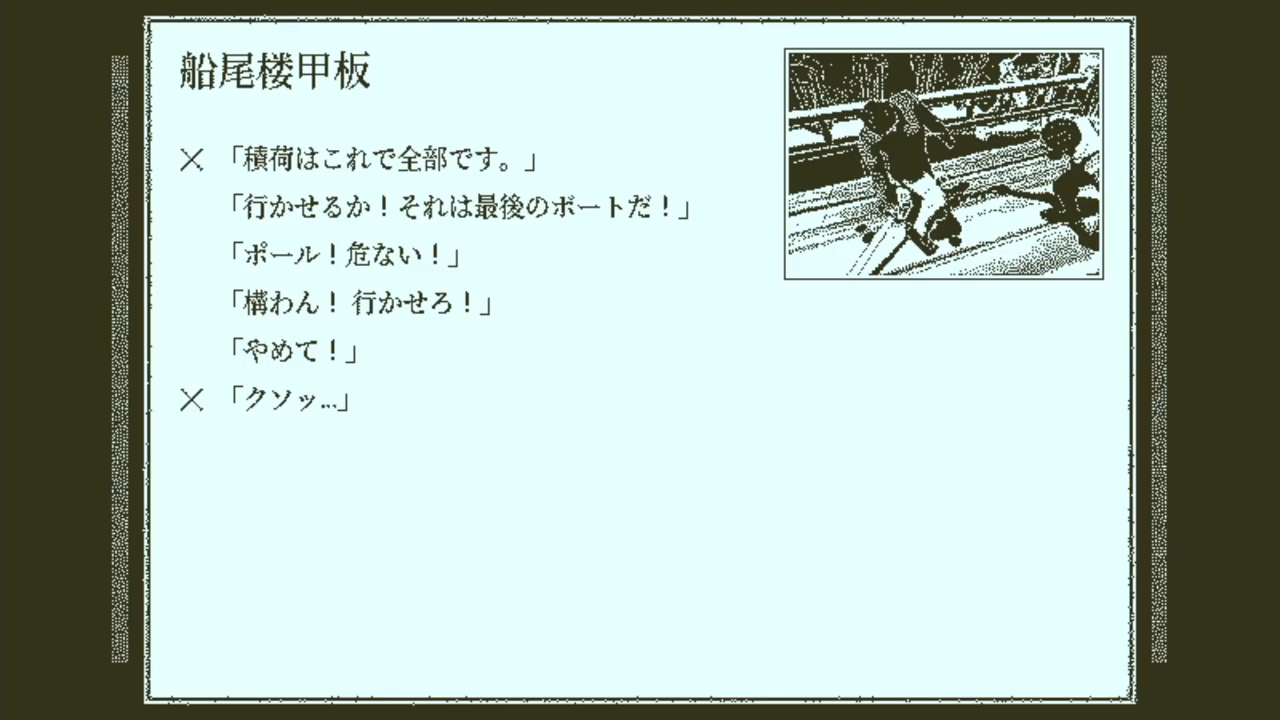 船尾楼甲板
× 「積荷はこれで全部です。」
「行かせるか！それは最後のボートだ！」
「ポール！危ない！」
「構わん！ 行かせろ！」
「やめて！」
× 「クソッ...」